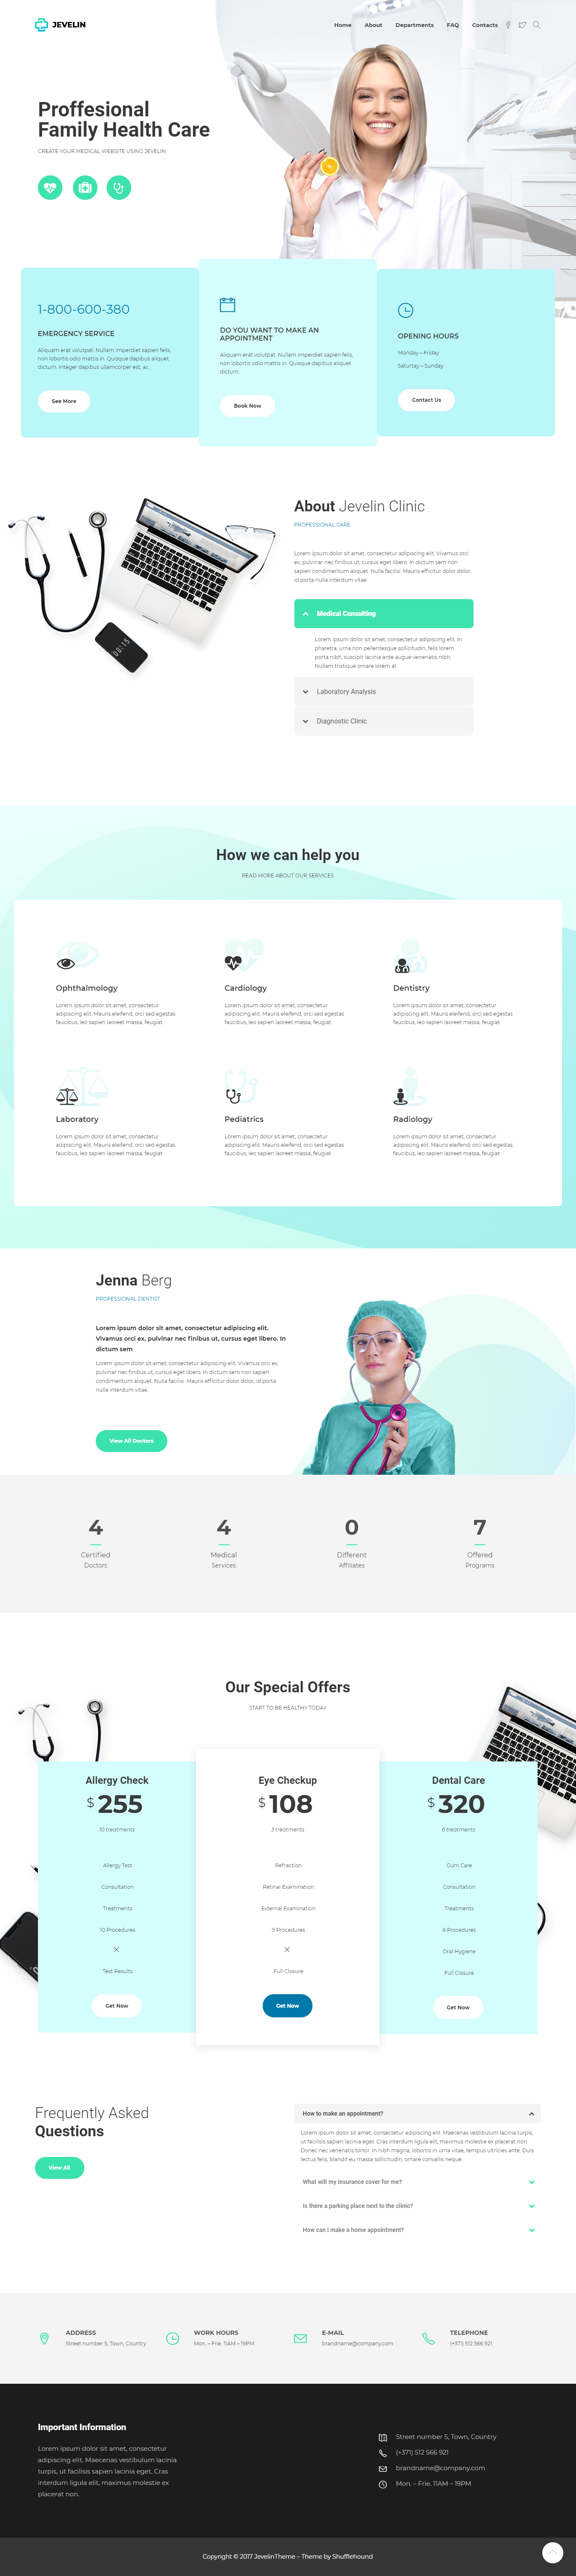 JEVELIN
Home About Departments FAQ Contacts
Proffesional
Family Health Care
CREATE YOUR MEDICAL WEBSITE USING JEVELIN
1-800-600-380
EMERGENCY SERVICE
Aliquam erat volutpat. Nullam imperdiet sapien felis,
non lobortis odio mattis in. Quisque dapibus aliquet
dictum. Integer dapibus ullamcorper est, ac .
See More
DO YOU WANT TO MAKE AN
APPOINTMENT
Aliquam erat volutpat. Nullam imperdiet sapien felis,
non lobortis odio mattis in. Quisque dapibus aliquet
dictum.
Book Now
OPENING HOURS
Monday – Friday
Saturtay – Sunday
Contact Us
08:15
About Jevelin Clinic
PROFESSIONAL CARE
Lorem ipsum dolor sit amet, consectetur adipiscing elit. Vivamus orci
ex, pulvinar nec finibus ut, cursus eget libero. In dictum sem non
sapien condimentum aliquet. Nulla facilisi. Mauris efficitur dolor dolor,
id porta nulla interdum vitae.
Medical Consulting
Lorem ipsum dolor sit amet, consectetur adipiscing elit. In
pharetra, urna non pellentesque sollicitudin, felis lorem
porta nibh, suscipit lacinia ante augue venenatis nibh.
Nullam tristique ornare lorem at
Laboratory Analysis
Diagnostic Clinic
How we can help you
READ MORE ABOUT OUR SERVICES
Ophthalmology
Lorem ipsum dolor sit amet, consectetur
adipiscing elit. Mauris eleifend, orci sed egestas
faucibus, leo sapien laoreet massa, feugiat
Cardiology
Lorem ipsum dolor sit amet, consectetur
adipiscing elit. Mauris eleifend, orci sed egestas
faucibus, leo sapien laoreet massa, feugiat
Dentistry
Lorem ipsum dolor sit amet, consectetur
adipiscing elit. Mauris eleifend, orci sed egestas
faucibus, leo sapien laoreet massa, feugiat
Laboratory
Lorem ipsum dolor sit amet, consectetur
adipiscing elit. Mauris eleifend, orci sed egestas
faucibus, leo sapien laoreet massa, feugiat
Pediatrics
Lorem ipsum dolor sit amet, consectetur
adipiscing elit. Mauris eleifend, orci sed egestas
faucibus, leo sapien laoreet massa, feugiat
Radiology
Lorem ipsum dolor sit amet, consectetur
adipiscing elit. Mauris eleifend, orci sed egestas
faucibus, leo sapien laoreet massa, feugiat
Jenna Berg
PROFESSIONAL DENTIST
Lorem ipsum dolor sit amet, consectetur adipiscing elit.
Vivamus orci ex, pulvinar nec finibus ut, cursus eget libero. In
dictum sem
Lorem ipsum dolor sit amet, consectetur adipiscing elit. Vivamus orci ex,
pulvinar nec finibus ut, cursus eget libero. In dictum sem non sapien
condimentum aliquet. Nulla facilisi. Mauris efficitur dolor dolor, id porta
nulla interdum vitae.
View All Doctors
4
Certified
Doctors
4
Medical
Services
0
Different
Affiliates
7
Offered
Programs
Our Special Offers
START TO BE HEALTHY TODAY
Allergy Check
$ 255
10 treatments
Allergy Test
Consultation
Treatments
10 Procedures
Test Results
Get Now
Eye Checkup
$ 108
3 treatments
Refraction
Retinal Examination
External Examination
9 Procedures
Full Closure
Get Now
Dental Care
$ 320
6 treatments
Gum Care
Consultation
Treatments
6 Procedures
Oral Hygiene
Full Closure
Get Now
Frequently Asked
Questions
View All
How to make an appointment?
Lorem ipsum dolor sit amet, consectetur adipiscing elit. Maecenas vestibulum lacinia turpis,
ut facilisis sapien lacinia eget. Cras interdum ligula elit, maximus molestie ex placerat non.
Donec nec venenatis tortor. In nibh magna, lobortis in urna vitae, tempus ultricies ante. Duis
lectus felis, blandit eu massa sollicitudin, ornare convallis neque.
What will my insurance cover for me?
Is there a parking place next to the clinic?
How can I make a home appointment?
ADDRESS
Street number 5, Town, Country
WORK HOURS
Mon. – Frie. 11AM – 19PM
E-MAIL
brandname@company.com
TELEPHONE
(+371) 512 566 921
Important Information
Lorem ipsum dolor sit amet, consectetur
adipiscing elit. Maecenas vestibulum lacinia
turpis, ut facilisis sapien lacinia eget. Cras
interdum ligula elit, maximus molestie ex
placerat non.
Street number 5, Town, Country
(+371) 512 566 921
brandname@company.com
Mon. – Frie. 11AM – 19PM
Copyright © 2017 JevelinTheme – Theme by Shufflehound